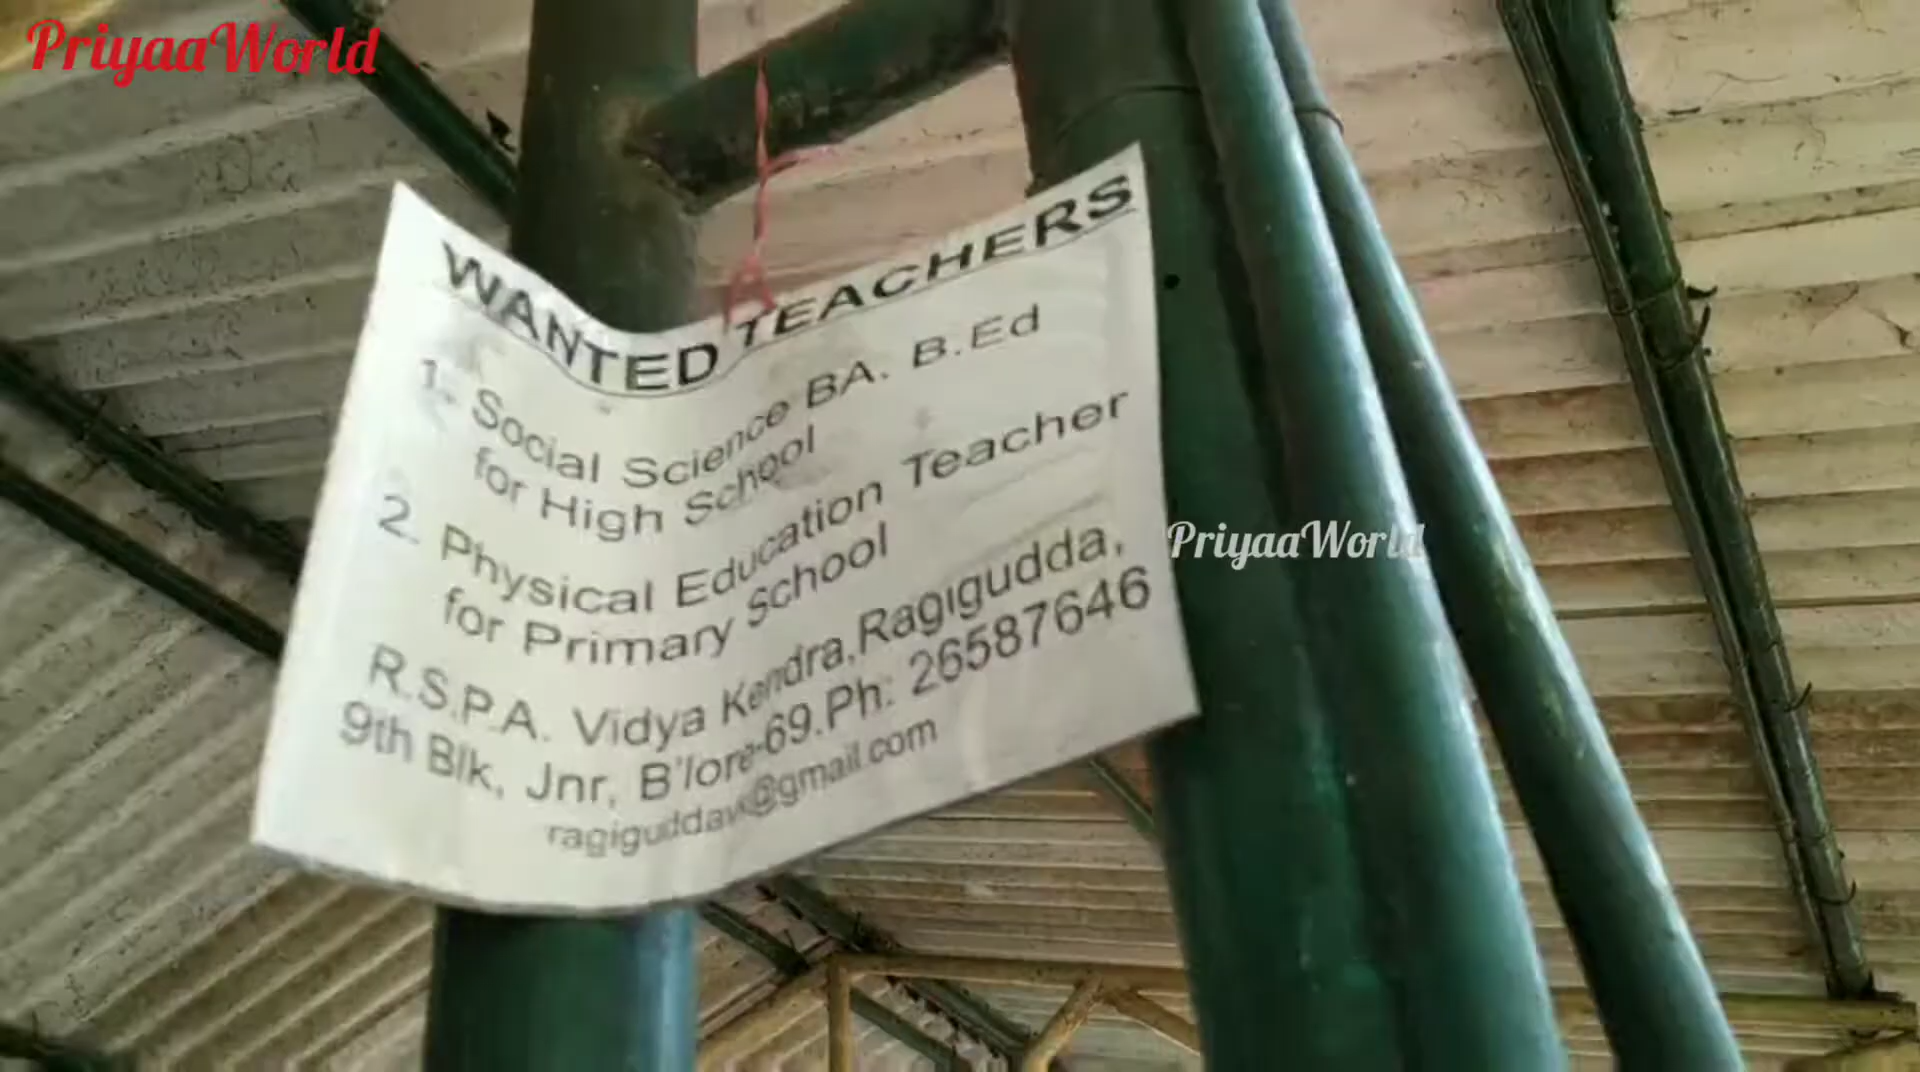 PriyaaWorld
WANTED TEACHERS
1. Social Science BA. B.Ed
for High School
2. Physical Education Teacher
for Primary School
R.S.P.A. Vidya Kendra, Ragigudda,
9th Blk, Jnr, B'lore-69.Ph: 26587646
ragiguddavk@gmail.com
PriyaaWorld